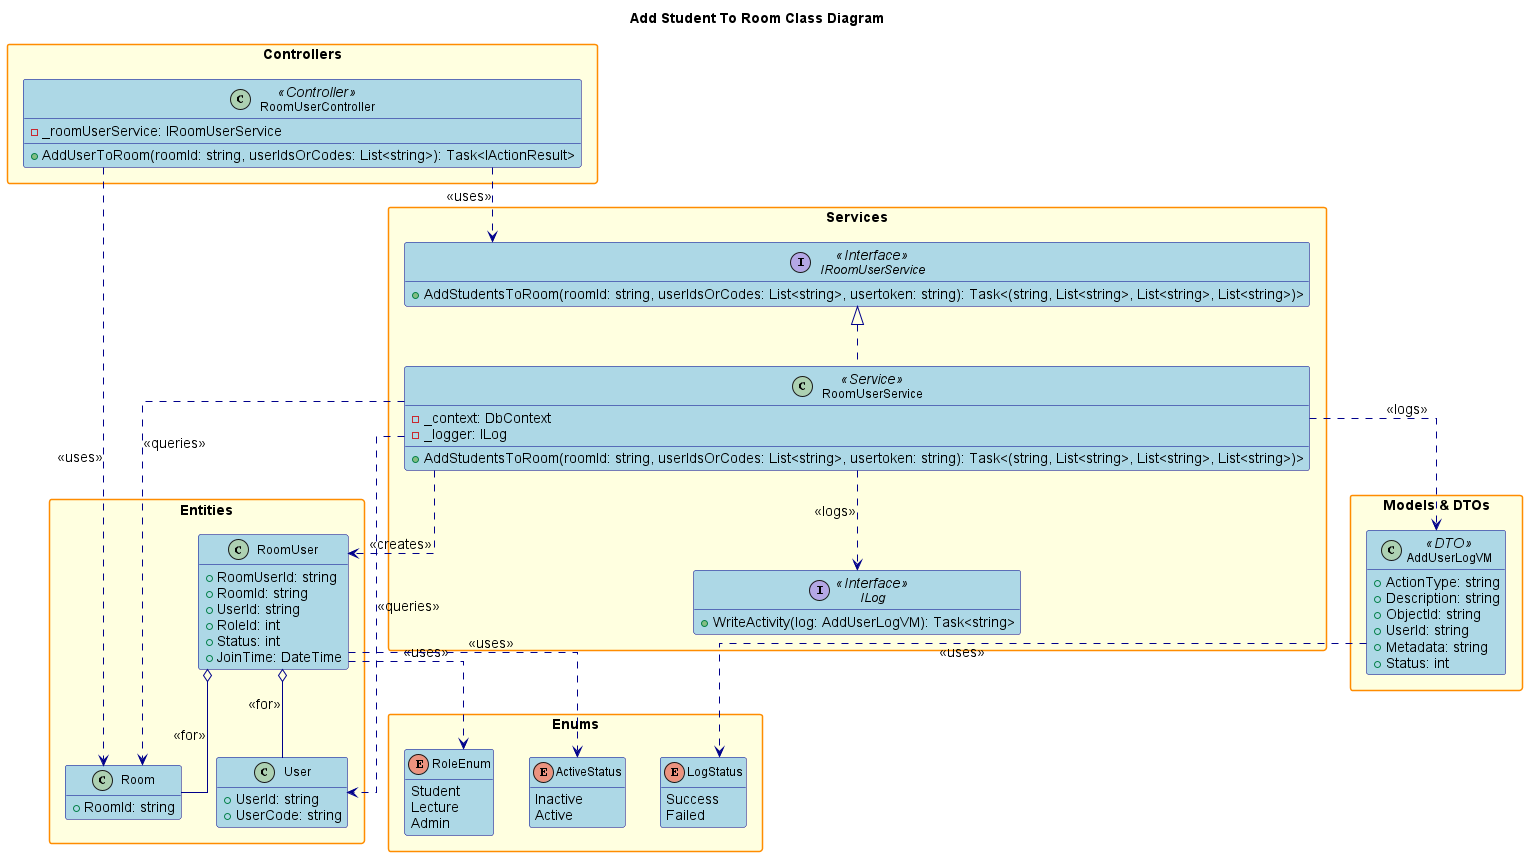 Add Student To Room Class Diagram
Controllers
C
«Controller»
RoomUserController
_roomUserService: IRoomUserService
AddUserToRoom(roomId: string, userIdsOrCodes: List<string>): Task<IActionResult>
«uses»
Services
I
«Interface»
IRoomUserService
AddStudentsToRoom(roomId: string, userIdsOrCodes: List<string>, usertoken: string): Task<(string, List<string>, List<string>, List<string>)>
C
«Service»
RoomUserService
_context: DbContext
_logger: ILog
AddStudentsToRoom(roomId: string, userIdsOrCodes: List<string>, usertoken: string): Task<(string, List<string>, List<string>, List<string>)>
«logs»
«queries»
«uses»
«logs»
«creates»
«queries»
I
«Interface»
ILog
WriteActivity(log: AddUserLogVM): Task<string>
Models & DTOs
C
«DTO»
AddUserLogVM
ActionType: string
Description: string
ObjectId: string
UserId: string
Metadata: string
Status: int
Entities
C
RoomUser
RoomUserId: string
RoomId: string
UserId: string
RoleId: int
Status: int
JoinTime: DateTime
«uses»
«uses»
«uses»
«for»
«for»
C
Room
RoomId: string
C
User
UserId: string
UserCode: string
Enums
E
RoleEnum
Student
Lecture
Admin
E
ActiveStatus
Inactive
Active
E
LogStatus
Success
Failed